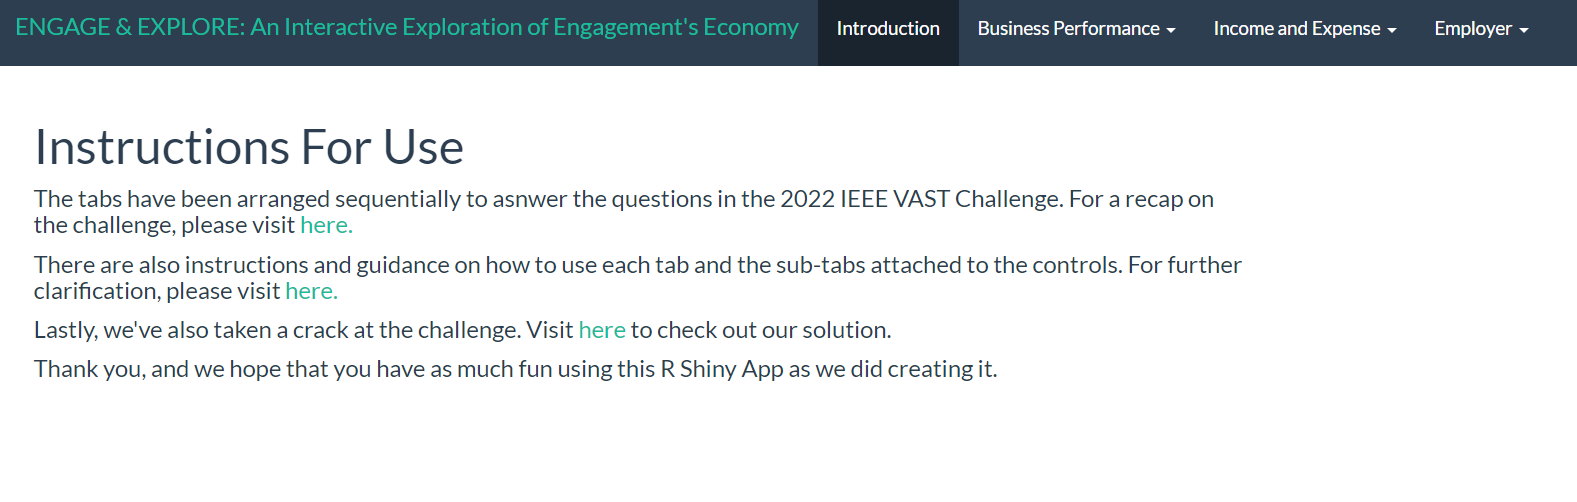 ENGAGE & EXPLORE: An Interactive Exploration of Engagement's Economy
Introduction
Business Performance
Income and Expense
Employer
Instructions For Use
The tabs have been arranged sequentially to asnwer the questions in the 2022 IEEE VAST Challenge. For a recap on
the challenge, please visit here.
There are also instructions and guidance on how to use each tab and the sub-tabs attached to the controls. For further
clarification, please visit here.
Lastly, we've also taken a crack at the challenge. Visit here to check out our solution.
Thank you, and we hope that you have as much fun using this R Shiny App as we did creating it.